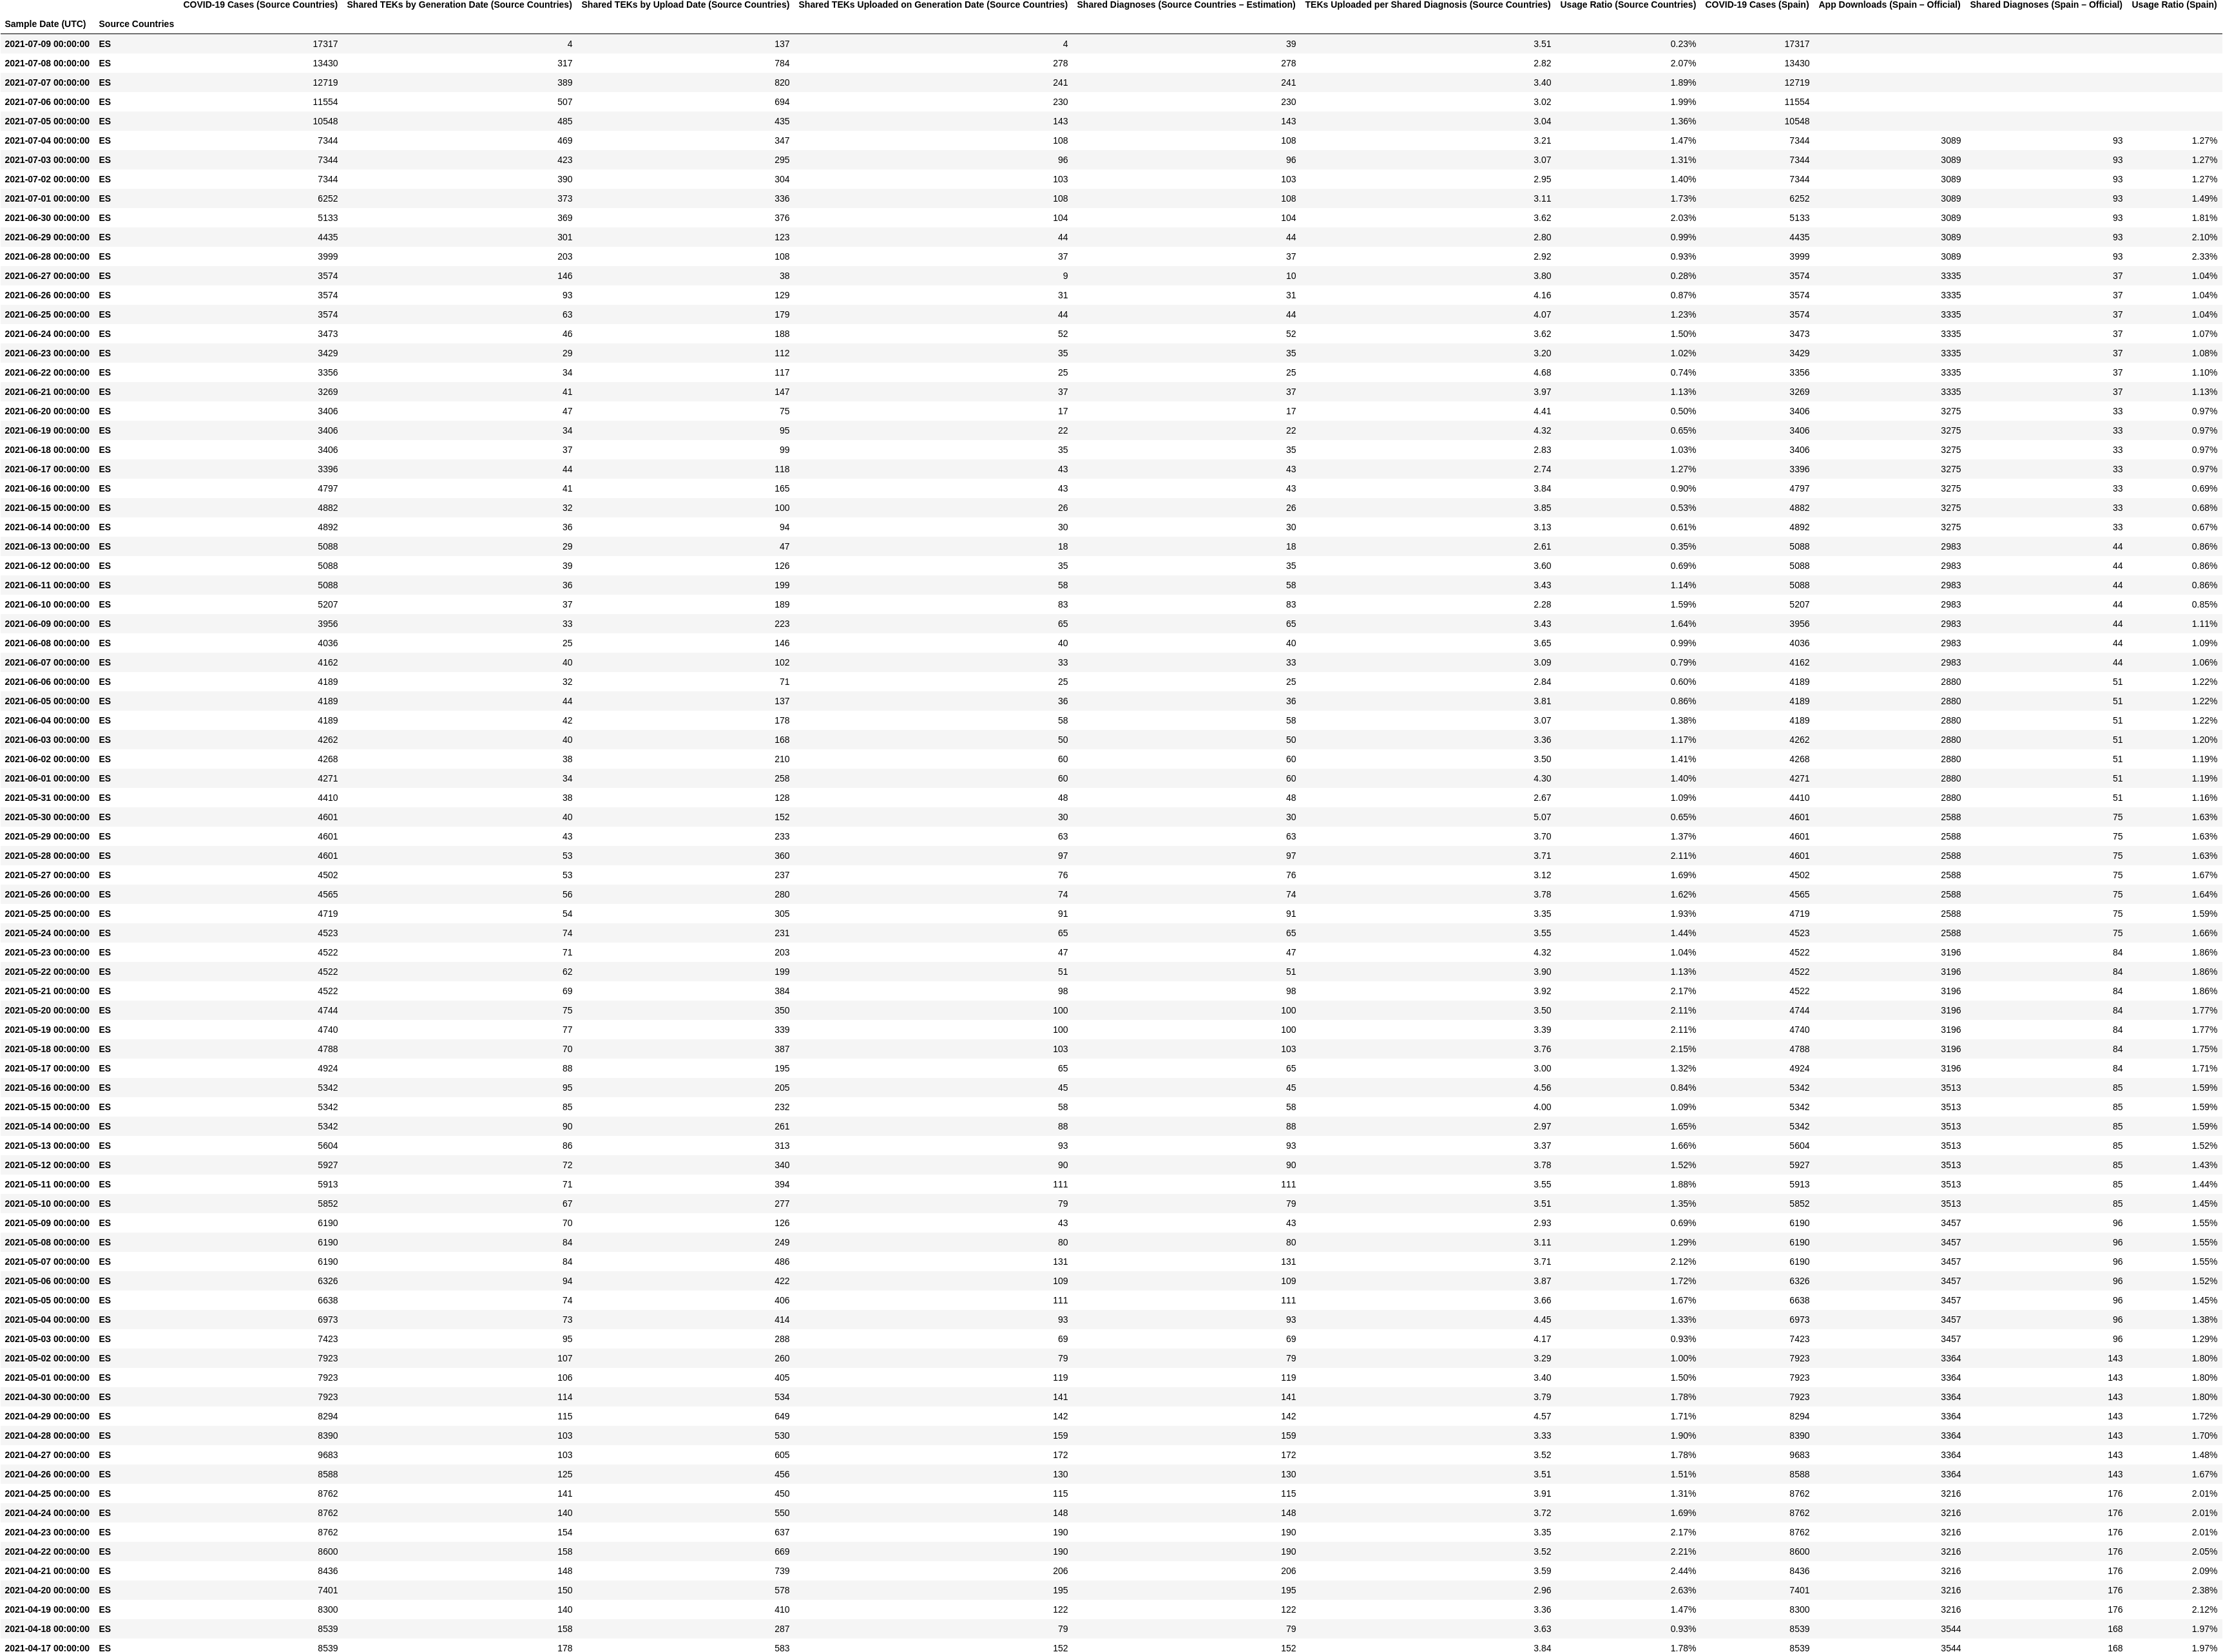 COVID-19 Cases (Source Countries) Shared TEKs by Generation Date (Source Countries) Shared TEKs by Upload Date (Source Countries) Shared TEKs Uploaded on Generation Date (Source Countries) Shared Diagnoses (Source Countries – Estimation) TEKs Uploaded per Shared Diagnosis (Source Countries) Usage Ratio (Source Countries) COVID-19 Cases (Spain) App Downloads (Spain – Official) Shared Diagnoses (Spain – Official) Usage Ratio (Spain)
Sample Date (UTC) Source Countries
2021-07-09 00:00:00 ES 17317 4 137 4 39 3.51 0.23% 17317
2021-07-08 00:00:00 ES 13430 317 784 278 278 2.82 2.07% 13430
2021-07-07 00:00:00 ES 12719 389 820 241 241 3.40 1.89% 12719
2021-07-06 00:00:00 ES 11554 507 694 230 230 3.02 1.99% 11554
2021-07-05 00:00:00 ES 10548 485 435 143 143 3.04 1.36% 10548
2021-07-04 00:00:00 ES 7344 469 347 108 108 3.21 1.47% 7344 3089 93 1.27%
2021-07-03 00:00:00 ES 7344 423 295 96 96 3.07 1.31% 7344 3089 93 1.27%
2021-07-02 00:00:00 ES 7344 390 304 103 103 2.95 1.40% 7344 3089 93 1.27%
2021-07-01 00:00:00 ES 6252 373 336 108 108 3.11 1.73% 6252 3089 93 1.49%
2021-06-30 00:00:00 ES 5133 369 376 104 104 3.62 2.03% 5133 3089 93 1.81%
2021-06-29 00:00:00 ES 4435 301 123 44 44 2.80 0.99% 4435 3089 93 2.10%
2021-06-28 00:00:00 ES 3999 203 108 37 37 2.92 0.93% 3999 3089 93 2.33%
2021-06-27 00:00:00 ES 3574 146 38 9 10 3.80 0.28% 3574 3335 37 1.04%
2021-06-26 00:00:00 ES 3574 93 129 31 31 4.16 0.87% 3574 3335 37 1.04%
2021-06-25 00:00:00 ES 3574 63 179 44 44 4.07 1.23% 3574 3335 37 1.04%
2021-06-24 00:00:00 ES 3473 46 188 52 52 3.62 1.50% 3473 3335 37 1.07%
2021-06-23 00:00:00 ES 3429 29 112 35 35 3.20 1.02% 3429 3335 37 1.08%
2021-06-22 00:00:00 ES 3356 34 117 25 25 4.68 0.74% 3356 3335 37 1.10%
2021-06-21 00:00:00 ES 3269 41 147 37 37 3.97 1.13% 3269 3335 37 1.13%
2021-06-20 00:00:00 ES 3406 47 75 17 17 4.41 0.50% 3406 3275 33 0.97%
2021-06-19 00:00:00 ES 3406 34 95 22 22 4.32 0.65% 3406 3275 33 0.97%
2021-06-18 00:00:00 ES 3406 37 99 35 35 2.83 1.03% 3406 3275 33 0.97%
2021-06-17 00:00:00 ES 3396 44 118 43 43 2.74 1.27% 3396 3275 33 0.97%
2021-06-16 00:00:00 ES 4797 41 165 43 43 3.84 0.90% 4797 3275 33 0.69%
2021-06-15 00:00:00 ES 4882 32 100 26 26 3.85 0.53% 4882 3275 33 0.68%
2021-06-14 00:00:00 ES 4892 36 94 30 30 3.13 0.61% 4892 3275 33 0.67%
2021-06-13 00:00:00 ES 5088 29 47 18 18 2.61 0.35% 5088 2983 44 0.86%
2021-06-12 00:00:00 ES 5088 39 126 35 35 3.60 0.69% 5088 2983 44 0.86%
2021-06-11 00:00:00 ES 5088 36 199 58 58 3.43 1.14% 5088 2983 44 0.86%
2021-06-10 00:00:00 ES 5207 37 189 83 83 2.28 1.59% 5207 2983 44 0.85%
2021-06-09 00:00:00 ES 3956 33 223 65 65 3.43 1.64% 3956 2983 44 1.11%
2021-06-08 00:00:00 ES 4036 25 146 40 40 3.65 0.99% 4036 2983 44 1.09%
2021-06-07 00:00:00 ES 4162 40 102 33 33 3.09 0.79% 4162 2983 44 1.06%
2021-06-06 00:00:00 ES 4189 32 71 25 25 2.84 0.60% 4189 2880 51 1.22%
2021-06-05 00:00:00 ES 4189 44 137 36 36 3.81 0.86% 4189 2880 51 1.22%
2021-06-04 00:00:00 ES 4189 42 178 58 58 3.07 1.38% 4189 2880 51 1.22%
2021-06-03 00:00:00 ES 4262 40 168 50 50 3.36 1.17% 4262 2880 51 1.20%
2021-06-02 00:00:00 ES 4268 38 210 60 60 3.50 1.41% 4268 2880 51 1.19%
2021-06-01 00:00:00 ES 4271 34 258 60 60 4.30 1.40% 4271 2880 51 1.19%
2021-05-31 00:00:00 ES 4410 38 128 48 48 2.67 1.09% 4410 2880 51 1.16%
2021-05-30 00:00:00 ES 4601 40 152 30 30 5.07 0.65% 4601 2588 75 1.63%
2021-05-29 00:00:00 ES 4601 43 233 63 63 3.70 1.37% 4601 2588 75 1.63%
2021-05-28 00:00:00 ES 4601 53 360 97 97 3.71 2.11% 4601 2588 75 1.63%
2021-05-27 00:00:00 ES 4502 53 237 76 76 3.12 1.69% 4502 2588 75 1.67%
2021-05-26 00:00:00 ES 4565 56 280 74 74 3.78 1.62% 4565 2588 75 1.64%
2021-05-25 00:00:00 ES 4719 54 305 91 91 3.35 1.93% 4719 2588 75 1.59%
2021-05-24 00:00:00 ES 4523 74 231 65 65 3.55 1.44% 4523 2588 75 1.66%
2021-05-23 00:00:00 ES 4522 71 203 47 47 4.32 1.04% 4522 3196 84 1.86%
2021-05-22 00:00:00 ES 4522 62 199 51 51 3.90 1.13% 4522 3196 84 1.86%
2021-05-21 00:00:00 ES 4522 69 384 98 98 3.92 2.17% 4522 3196 84 1.86%
2021-05-20 00:00:00 ES 4744 75 350 100 100 3.50 2.11% 4744 3196 84 1.77%
2021-05-19 00:00:00 ES 4740 77 339 100 100 3.39 2.11% 4740 3196 84 1.77%
2021-05-18 00:00:00 ES 4788 70 387 103 103 3.76 2.15% 4788 3196 84 1.75%
2021-05-17 00:00:00 ES 4924 88 195 65 65 3.00 1.32% 4924 3196 84 1.71%
2021-05-16 00:00:00 ES 5342 95 205 45 45 4.56 0.84% 5342 3513 85 1.59%
2021-05-15 00:00:00 ES 5342 85 232 58 58 4.00 1.09% 5342 3513 85 1.59%
2021-05-14 00:00:00 ES 5342 90 261 88 88 2.97 1.65% 5342 3513 85 1.59%
2021-05-13 00:00:00 ES 5604 86 313 93 93 3.37 1.66% 5604 3513 85 1.52%
2021-05-12 00:00:00 ES 5927 72 340 90 90 3.78 1.52% 5927 3513 85 1.43%
2021-05-11 00:00:00 ES 5913 71 394 111 111 3.55 1.88% 5913 3513 85 1.44%
2021-05-10 00:00:00 ES 5852 67 277 79 79 3.51 1.35% 5852 3513 85 1.45%
2021-05-09 00:00:00 ES 6190 70 126 43 43 2.93 0.69% 6190 3457 96 1.55%
2021-05-08 00:00:00 ES 6190 84 249 80 80 3.11 1.29% 6190 3457 96 1.55%
2021-05-07 00:00:00 ES 6190 84 486 131 131 3.71 2.12% 6190 3457 96 1.55%
2021-05-06 00:00:00 ES 6326 94 422 109 109 3.87 1.72% 6326 3457 96 1.52%
2021-05-05 00:00:00 ES 6638 74 406 111 111 3.66 1.67% 6638 3457 96 1.45%
2021-05-04 00:00:00 ES 6973 73 414 93 93 4.45 1.33% 6973 3457 96 1.38%
2021-05-03 00:00:00 ES 7423 95 288 69 69 4.17 0.93% 7423 3457 96 1.29%
2021-05-02 00:00:00 ES 7923 107 260 79 79 3.29 1.00% 7923 3364 143 1.80%
2021-05-01 00:00:00 ES 7923 106 405 119 119 3.40 1.50% 7923 3364 143 1.80%
2021-04-30 00:00:00 ES 7923 114 534 141 141 3.79 1.78% 7923 3364 143 1.80%
2021-04-29 00:00:00 ES 8294 115 649 142 142 4.57 1.71% 8294 3364 143 1.72%
2021-04-28 00:00:00 ES 8390 103 530 159 159 3.33 1.90% 8390 3364 143 1.70%
2021-04-27 00:00:00 ES 9683 103 605 172 172 3.52 1.78% 9683 3364 143 1.48%
2021-04-26 00:00:00 ES 8588 125 456 130 130 3.51 1.51% 8588 3364 143 1.67%
2021-04-25 00:00:00 ES 8762 141 450 115 115 3.91 1.31% 8762 3216 176 2.01%
2021-04-24 00:00:00 ES 8762 140 550 148 148 3.72 1.69% 8762 3216 176 2.01%
2021-04-23 00:00:00 ES 8762 154 637 190 190 3.35 2.17% 8762 3216 176 2.01%
2021-04-22 00:00:00 ES 8600 158 669 190 190 3.52 2.21% 8600 3216 176 2.05%
2021-04-21 00:00:00 ES 8436 148 739 206 206 3.59 2.44% 8436 3216 176 2.09%
2021-04-20 00:00:00 ES 7401 150 578 195 195 2.96 2.63% 7401 3216 176 2.38%
2021-04-19 00:00:00 ES 8300 140 410 122 122 3.36 1.47% 8300 3216 176 2.12%
2021-04-18 00:00:00 ES 8539 158 287 79 79 3.63 0.93% 8539 3544 168 1.97%
2021-04-17 00:00:00 ES 8539 178 583 152 152 3.84 1.78% 8539 3544 168 1.97%